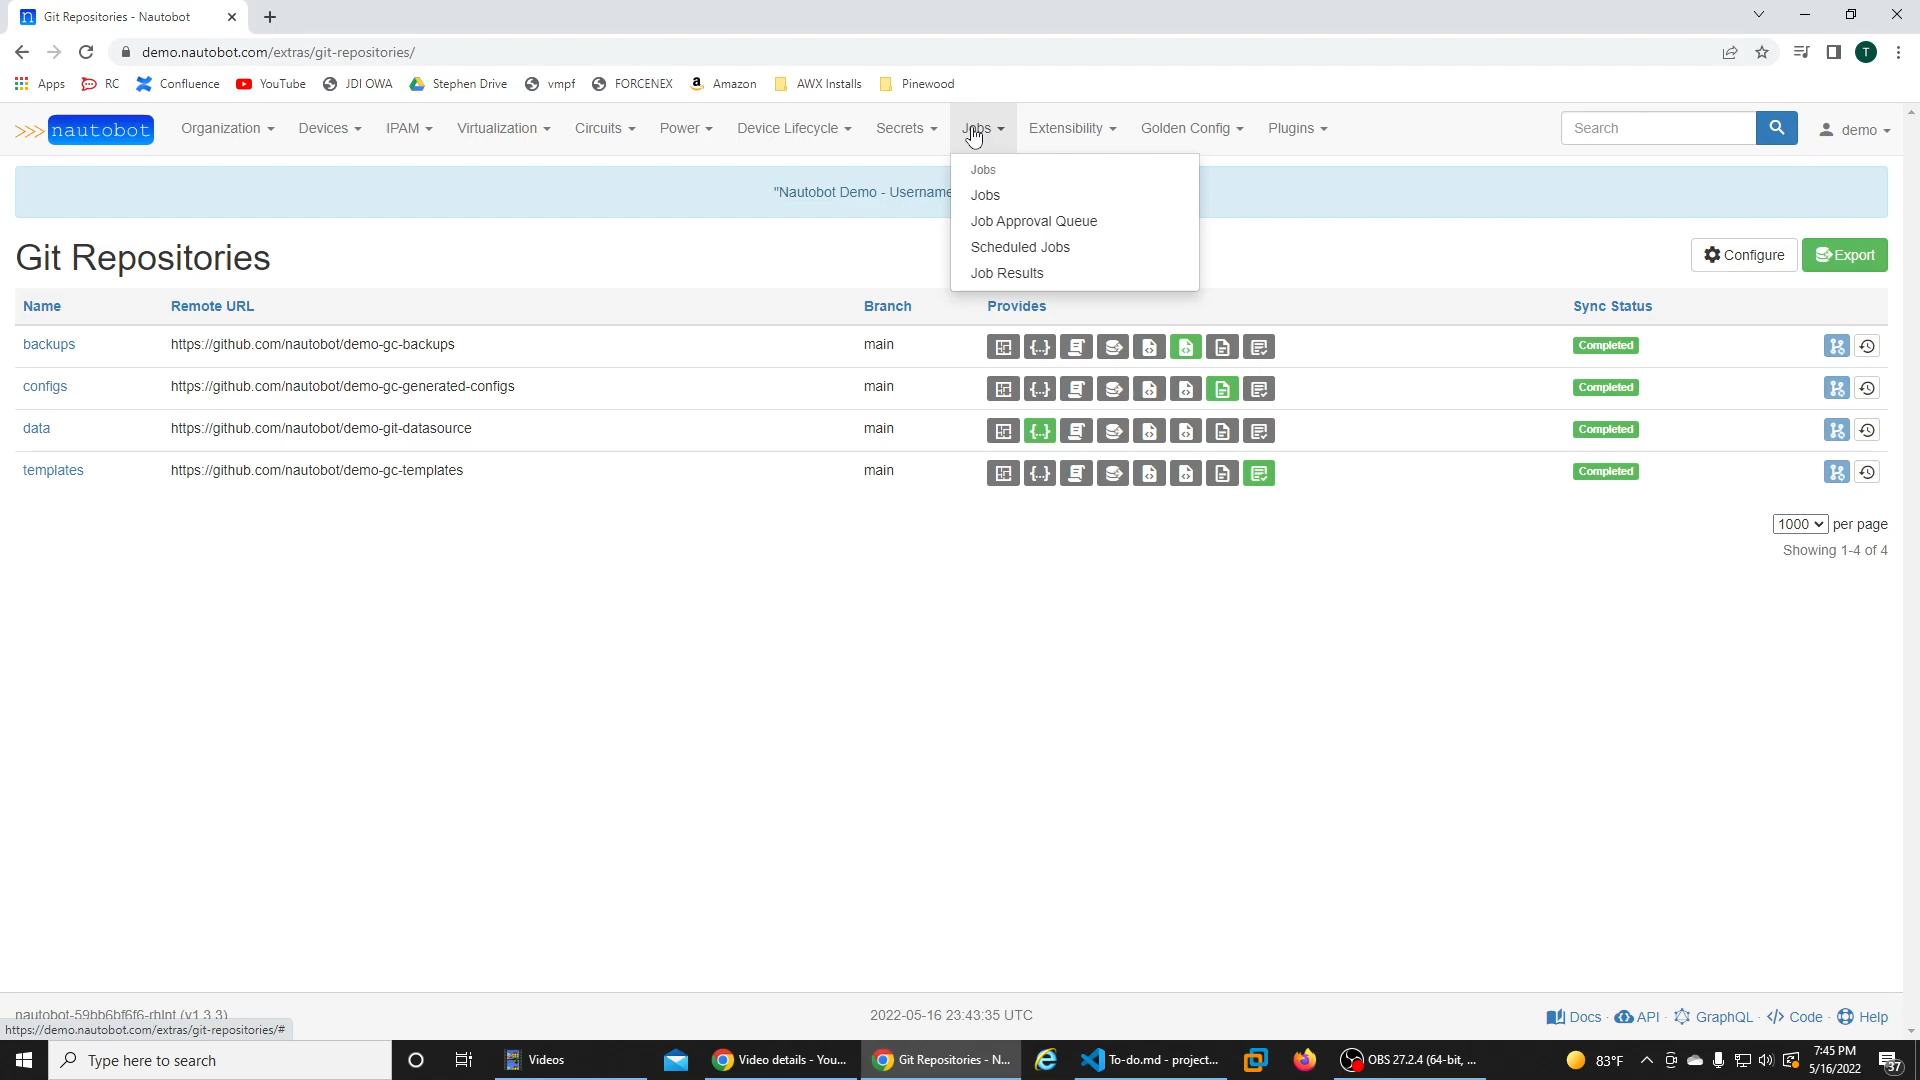 Git Repositories - Nautobot
demo.nautobot.com/extras/git-repositories/
T
Apps RC Confluence YouTube JDI OWA Stephen Drive vmpf FORCENEX Amazon AWX Installs Pinewood
nautobot Organization Devices IPAM Virtualization Circuits Power Device Lifecycle Secrets Jobs Extensibility Golden Config Plugins Search demo
Jobs
Jobs
Job Approval Queue
Scheduled Jobs
Job Results
"Nautobot Demo - Username
Git Repositories
Configure Export
Name Remote URL Branch Provides Sync Status
backups https://github.com/nautobot/demo-gc-backups main Completed
configs https://github.com/nautobot/demo-gc-generated-configs main Completed
data https://github.com/nautobot/demo-git-datasource main Completed
templates https://github.com/nautobot/demo-gc-templates main Completed
1000 per page
Showing 1-4 of 4
nautobot-59bb6bf6f6-rhlnt (v1.3.3) 2022-05-16 23:43:35 UTC Docs · API · GraphQL · Code · Help
https://demo.nautobot.com/extras/git-repositories/#
Type here to search Videos Video details - You... Git Repositories - N... To-do.md - project... OBS 27.2.4 (64-bit, ... 83°F 7:45 PM
5/16/2022
37